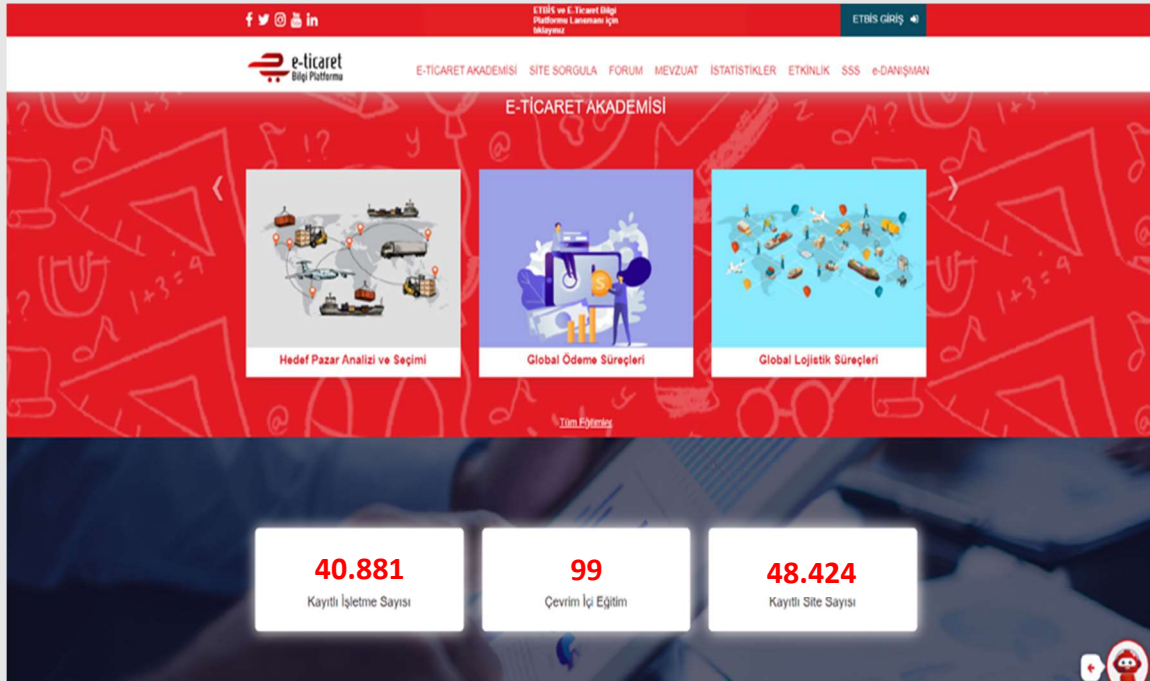 ETBİS ve E-Ticaret Bilgi
Platformu Lansmanı için
tıklayınız
ETBİS GİRİŞ
e-ticaret
Bilgi Platformu
E-TİCARET AKADEMİSİ SİTE SORGULA FORUM MEVZUAT İSTATİSTİKLER ETKİNLİK SSS e-DANIŞMAN
E-TİCARET AKADEMİSİ
Hedef Pazar Analizi ve Seçimi
Global Ödeme Süreçleri
Global Lojistik Süreçleri
Tüm Eğitimler
40.881
Kayıtlı İşletme Sayısı
99
Çevrim İçi Eğitim
48.424
Kayıtlı Site Sayısı